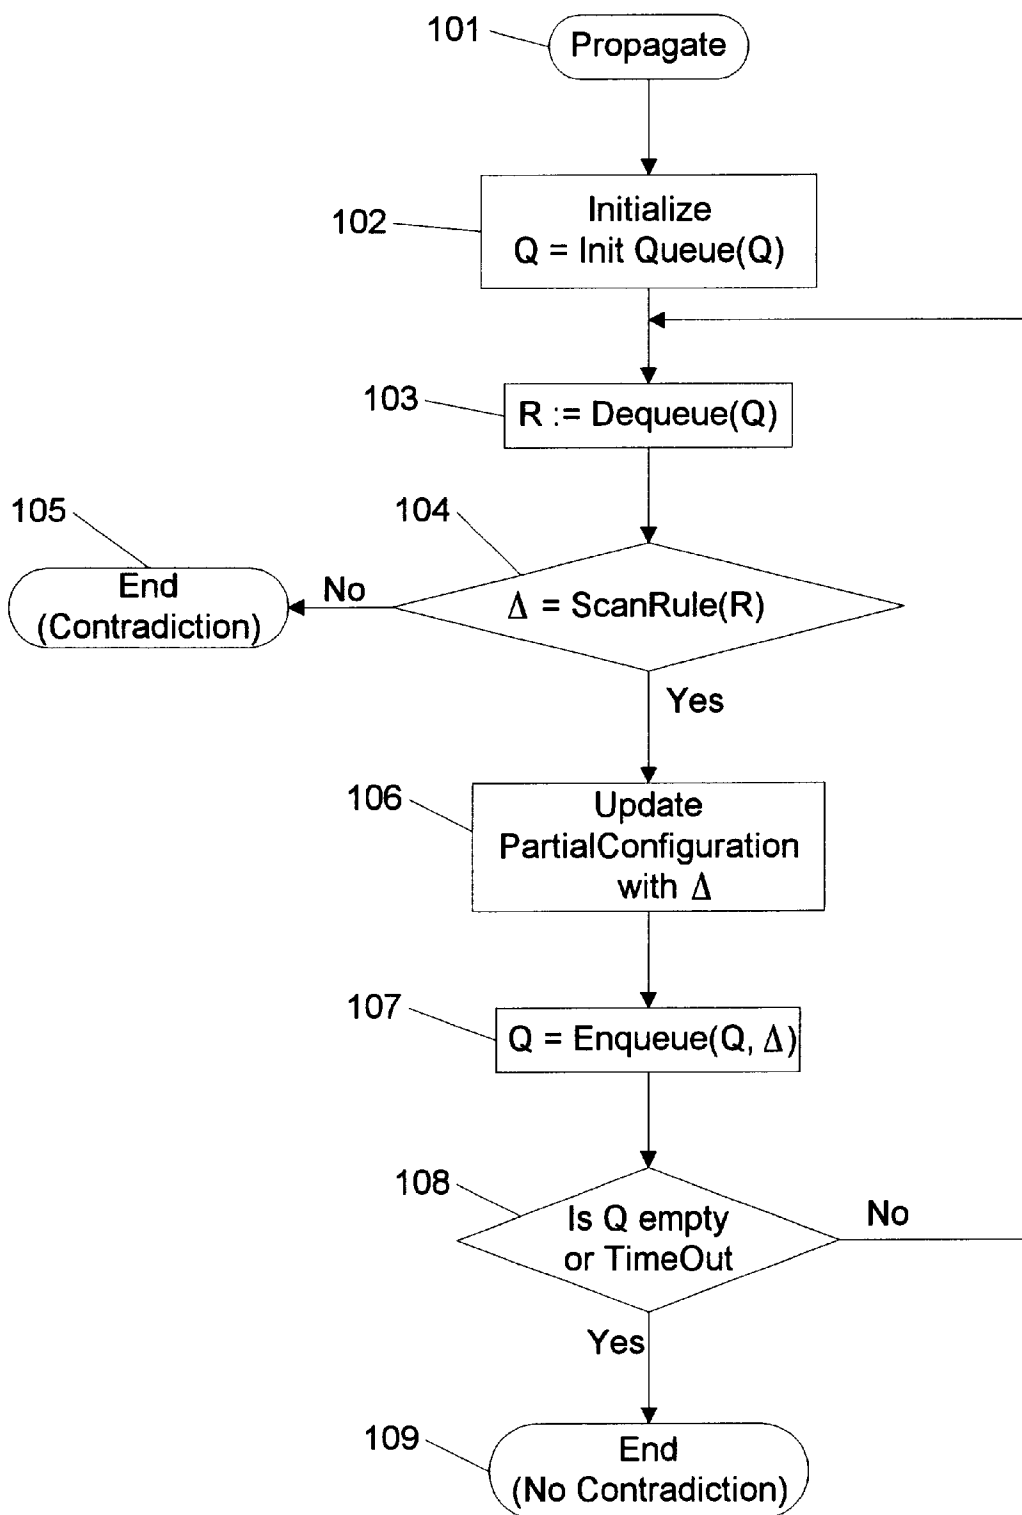 101
Propagate
102
Initialize
Q = Init Queue(Q)
103
R := Dequeue(Q)
104
Δ = ScanRule(R)
105
No
End
(Contradiction)
Yes
106
Update
PartialConfiguration
with Δ
107
Q = Enqueue(Q, Δ)
108
Is Q empty
or TimeOut
No
Yes
109
End
(No Contradiction)